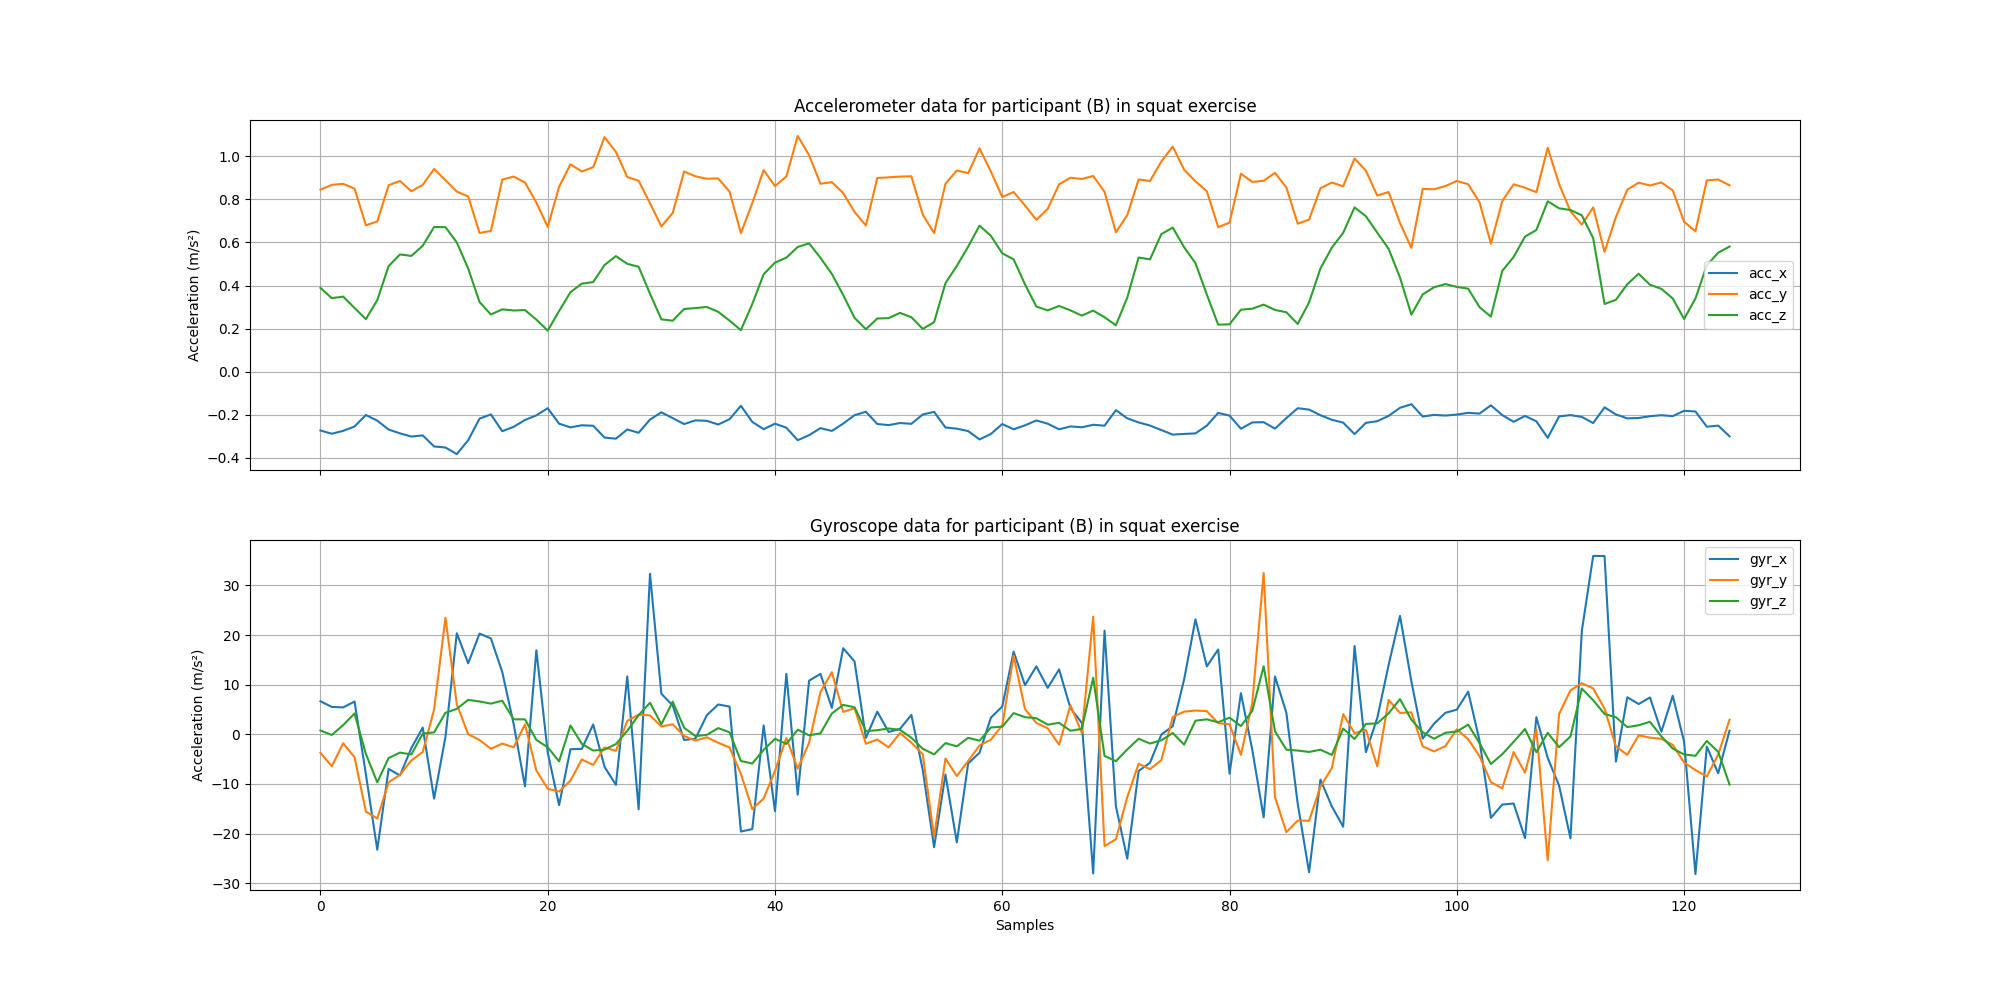 Accelerometer data for participant (B) in squat exercise
Acceleration (m/s²)
1.0
0.8
0.6
0.4
0.2
0.0
−0.2
−0.4
acc_x
acc_y
acc_z
Gyroscope data for participant (B) in squat exercise
Acceleration (m/s²)
30
20
10
0
−10
−20
−30
gyr_x
gyr_y
gyr_z
0 20 40 60 80 100 120
Samples